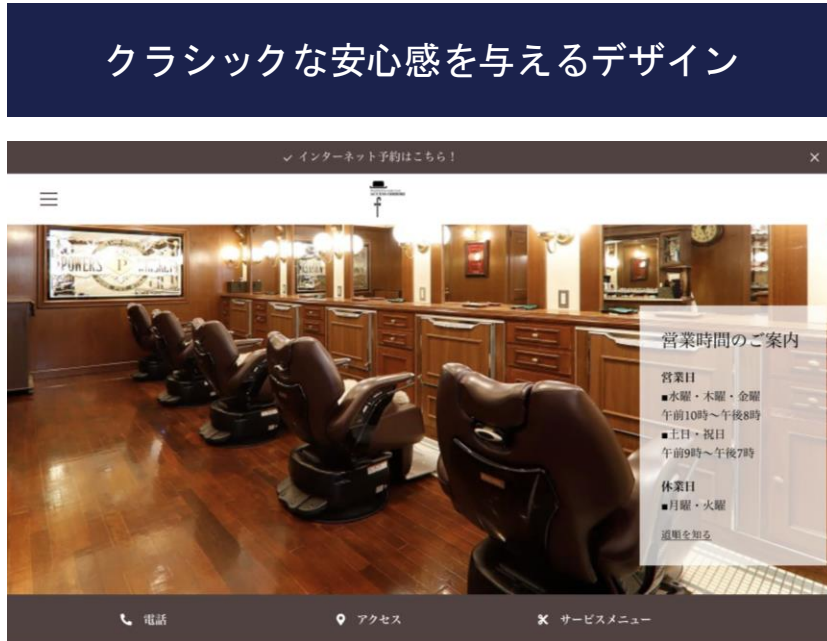 クラシックな安心感を与えるデザイン
インターネット予約はこちら！
POWERS P WHISKEY
営業時間のご案内
営業日
■水曜・木曜・金曜
午前10時〜午後8時
■土日・祝日
午前9時〜午後7時
休業日
■月曜・火曜
道順を知る
電話
アクセス
サービスメニュー